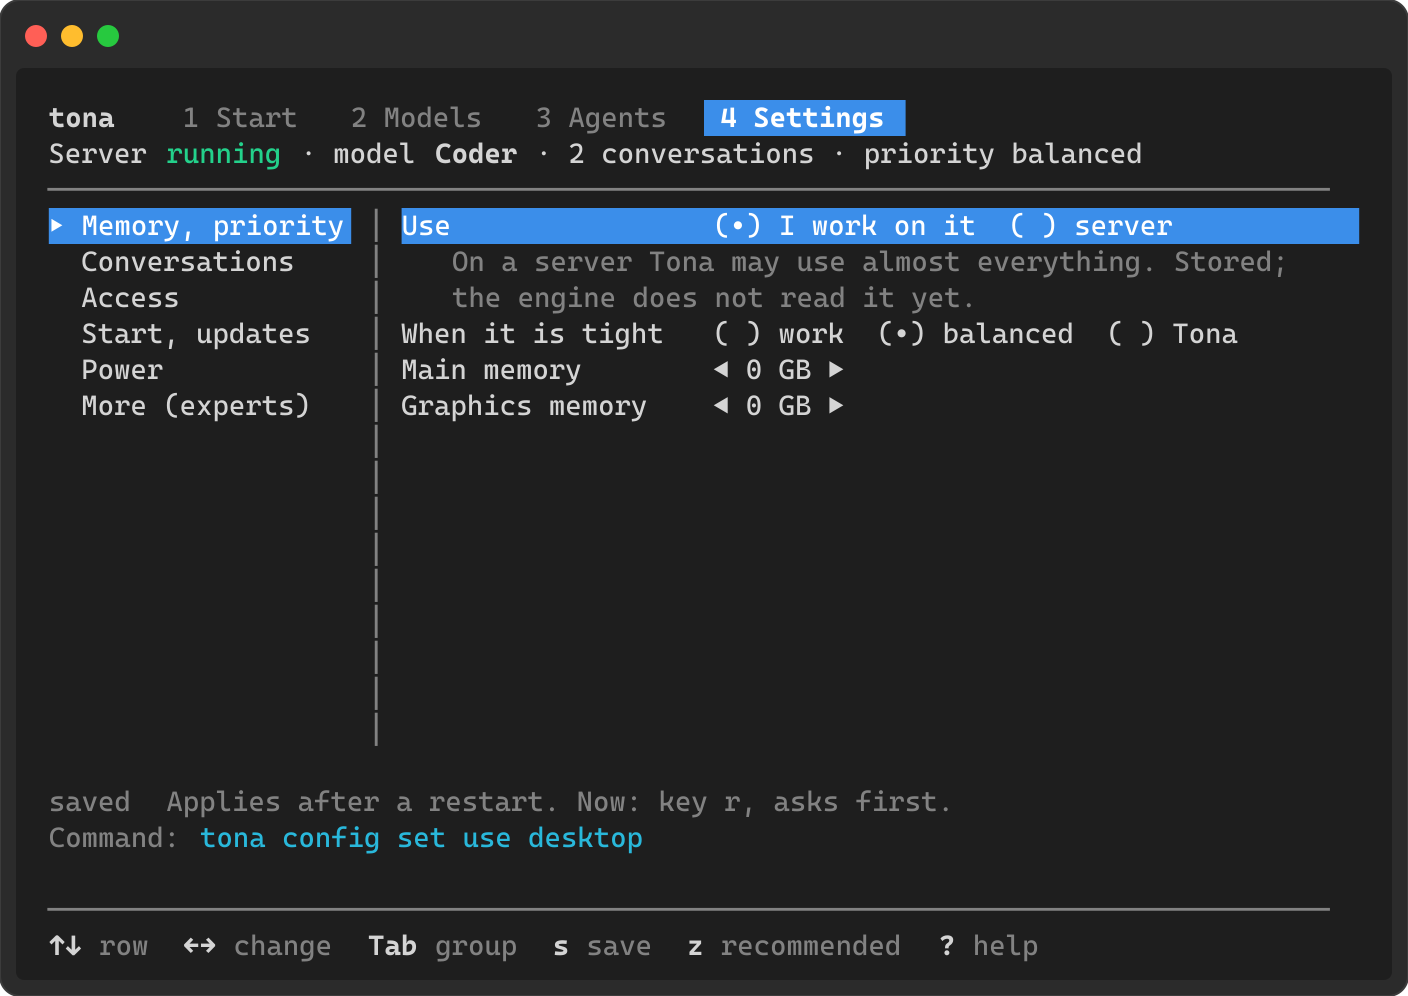 tona 1 Start 2 Models 3 Agents 4 Settings
Server running · model Coder · 2 conversations · priority balanced
▶ Memory, priority │ Use (•) I work on it ( ) server
Conversations │ On a server Tona may use almost everything. Stored;
Access │ the engine does not read it yet.
Start, updates │ When it is tight ( ) work (•) balanced ( ) Tona
Power │ Main memory ◀ 0 GB ▶
More (experts) │ Graphics memory ◀ 0 GB ▶
saved Applies after a restart. Now: key r, asks first.
Command: tona config set use desktop
↑↓ row ↔ change Tab group s save z recommended ? help